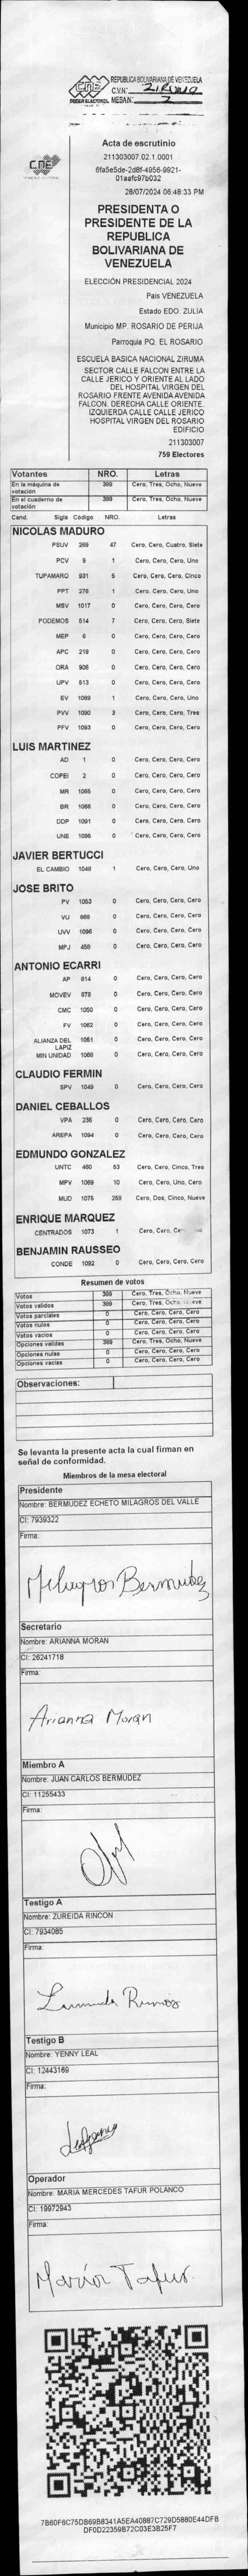 CNE
PODER ELECTORAL
REPÚBLICA BOLIVARIANA DE VENEZUELA
C.V.Nº: ZIRUMA
MESANº: 2
CNE
Acta de escrutinio
211303007.02.1.0001
28/07/2024 06:48:33 PM
PRESIDENTA O
PRESIDENTE DE LA
REPUBLICA
BOLIVARIANA DE
VENEZUELA
ELECCIÓN PRESIDENCIAL 2024
Pais VENEZUELA
Estado EDO. ZULIA
Municipio MP. ROSARIO DE PERIJA
Parroquia PQ. EL ROSARIO
ESCUELA BASICA NACIONAL ZIRUMA
SECTOR CALLE FALCON ENTRE LA
CALLE JERICO Y ORIENTE AL LADO
DEL HOSPITAL VIRGEN DEL
ROSARIO FRENTE AVENIDA AVENIDA
FALCON. DERECHA CALLE ORIENTE.
IZQUIERDA CALLE CALLE JERICO
HOSPITAL VIRGEN DEL ROSARIO
EDIFICIO
211303007
759 Electores
Votantes NRO. Letras
En la máquina de votación 389 Cero, Tres, Ocho, Nueve
En el cuaderno de votación 389 Cero, Tres, Ocho, Nueve
Cand. Sigla Código NRO. Letras
NICOLAS MADURO
PSUV 269 47 Cero, Cero, Cuatro, Siete
PCV 9 1 Cero, Cero, Cero, Uno
TUPAMARO 931 5 Cero, Cero, Cero, Cinco
PPT 276 1 Cero, Cero, Cero, Uno
MSV 1017 0 Cero, Cero, Cero, Cero
PODEMOS 514 7 Cero, Cero, Cero, Siete
MEP 6 0 Cero, Cero, Cero, Cero
APC 219 0 Cero, Cero, Cero, Cero
ORA 906 0 Cero, Cero, Cero, Cero
UPV 513 0 Cero, Cero, Cero, Cero
EV 1089 1 Cero, Cero, Cero, Uno
PVV 1090 3 Cero, Cero, Cero, Tres
PFV 1093 0 Cero, Cero, Cero, Cero
LUIS MARTINEZ
AD 1 0 Cero, Cero, Cero, Cero
COPEI 2 0 Cero, Cero, Cero, Cero
MR 1065 0 Cero, Cero, Cero, Cero
BR 1066 0 Cero, Cero, Cero, Cero
DDP 1091 0 Cero, Cero, Cero, Cero
UNE 1095 0 Cero, Cero, Cero, Cero
JAVIER BERTUCCI
EL CAMBIO 1048 1 Cero, Cero, Cero, Uno
JOSE BRITO
PV 1053 0 Cero, Cero, Cero, Cero
VU 869 0 Cero, Cero, Cero, Cero
UVV 1096 0 Cero, Cero, Cero, Cero
MPJ 458 0 Cero, Cero, Cero, Cero
ANTONIO ECARRI
AP 814 0 Cero, Cero, Cero, Cero
MOVEV 878 0 Cero, Cero, Cero, Cero
CMC 1050 0 Cero, Cero, Cero, Cero
FV 1062 0 Cero, Cero, Cero, Cero
ALIANZA DEL LAPIZ 1051 0 Cero, Cero, Cero, Cero
MIN UNIDAD 1068 0 Cero, Cero, Cero, Cero
CLAUDIO FERMIN
SPV 1049 0 Cero, Cero, Cero, Cero
DANIEL CEBALLOS
VPA 236 0 Cero, Cero, Cero, Cero
AREPA 1094 0 Cero, Cero, Cero, Cero
EDMUNDO GONZALEZ
UNTC 460 53 Cero, Cero, Cinco, Tres
MPV 1069 10 Cero, Cero, Uno, Cero
MUD 1075 259 Cero, Dos, Cinco, Nueve
ENRIQUE MARQUEZ
CENTRADOS 1073 1 Cero, Cero,
BENJAMIN RAUSSEO
CONDE 1092 0 Cero, Cero, Cero, Cero
Resumen de votos
Votos 389 Cero, Tres, Ocho, Nueve
Votos validos 389 Cero, Tres, Ocho,
Votos parciales 0 Cero, Cero, Cero, Cero
Votos nulos 0 Cero, Cero, Cero, Cero
Votos vacios 0 Cero, Cero, Cero, Cero
Opciones validas 389 Cero, Tres, Ocho, Nueve
Opciones nulas 0 Cero, Cero, Cero, Cero
Opciones vacias 0 Cero, Cero, Cero, Cero
Observaciones:
Se levanta la presente acta la cual firman en
señal de conformidad.
Miembros de la mesa electoral
Presidente
Nombre: BERMUDEZ ECHETO MILAGROS DEL VALLE
CI: 7939322
Firma:
Milagros Bermudez
Secretario
Nombre: ARIANNA MORAN
CI: 26241718
Firma:
Arianna Moran
Miembro A
Nombre: JUAN CARLOS BERMUDEZ
CI: 11255433
Firma:
Testigo A
Nombre: ZUREIDA RINCON
CI: 7934085
Firma:
Testigo B
Nombre: YENNY LEAL
CI: 12443169
Firma:
Operador
Nombre: MARIA MERCEDES TAFUR POLANCO
CI: 19972943
Firma:
María Tafur.